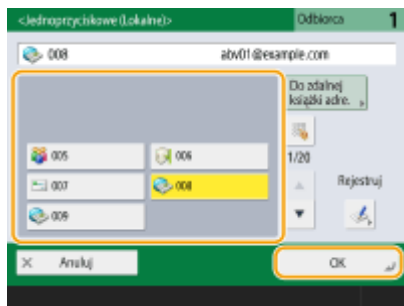 <Jednoprzyciskowe (Lokalne)>
Odbiorca 1
008 abv01@example.com
Do zdalnej
książki adre.
005 006
1/20
007 008
Rejestruj
009
× Anuluj
OK